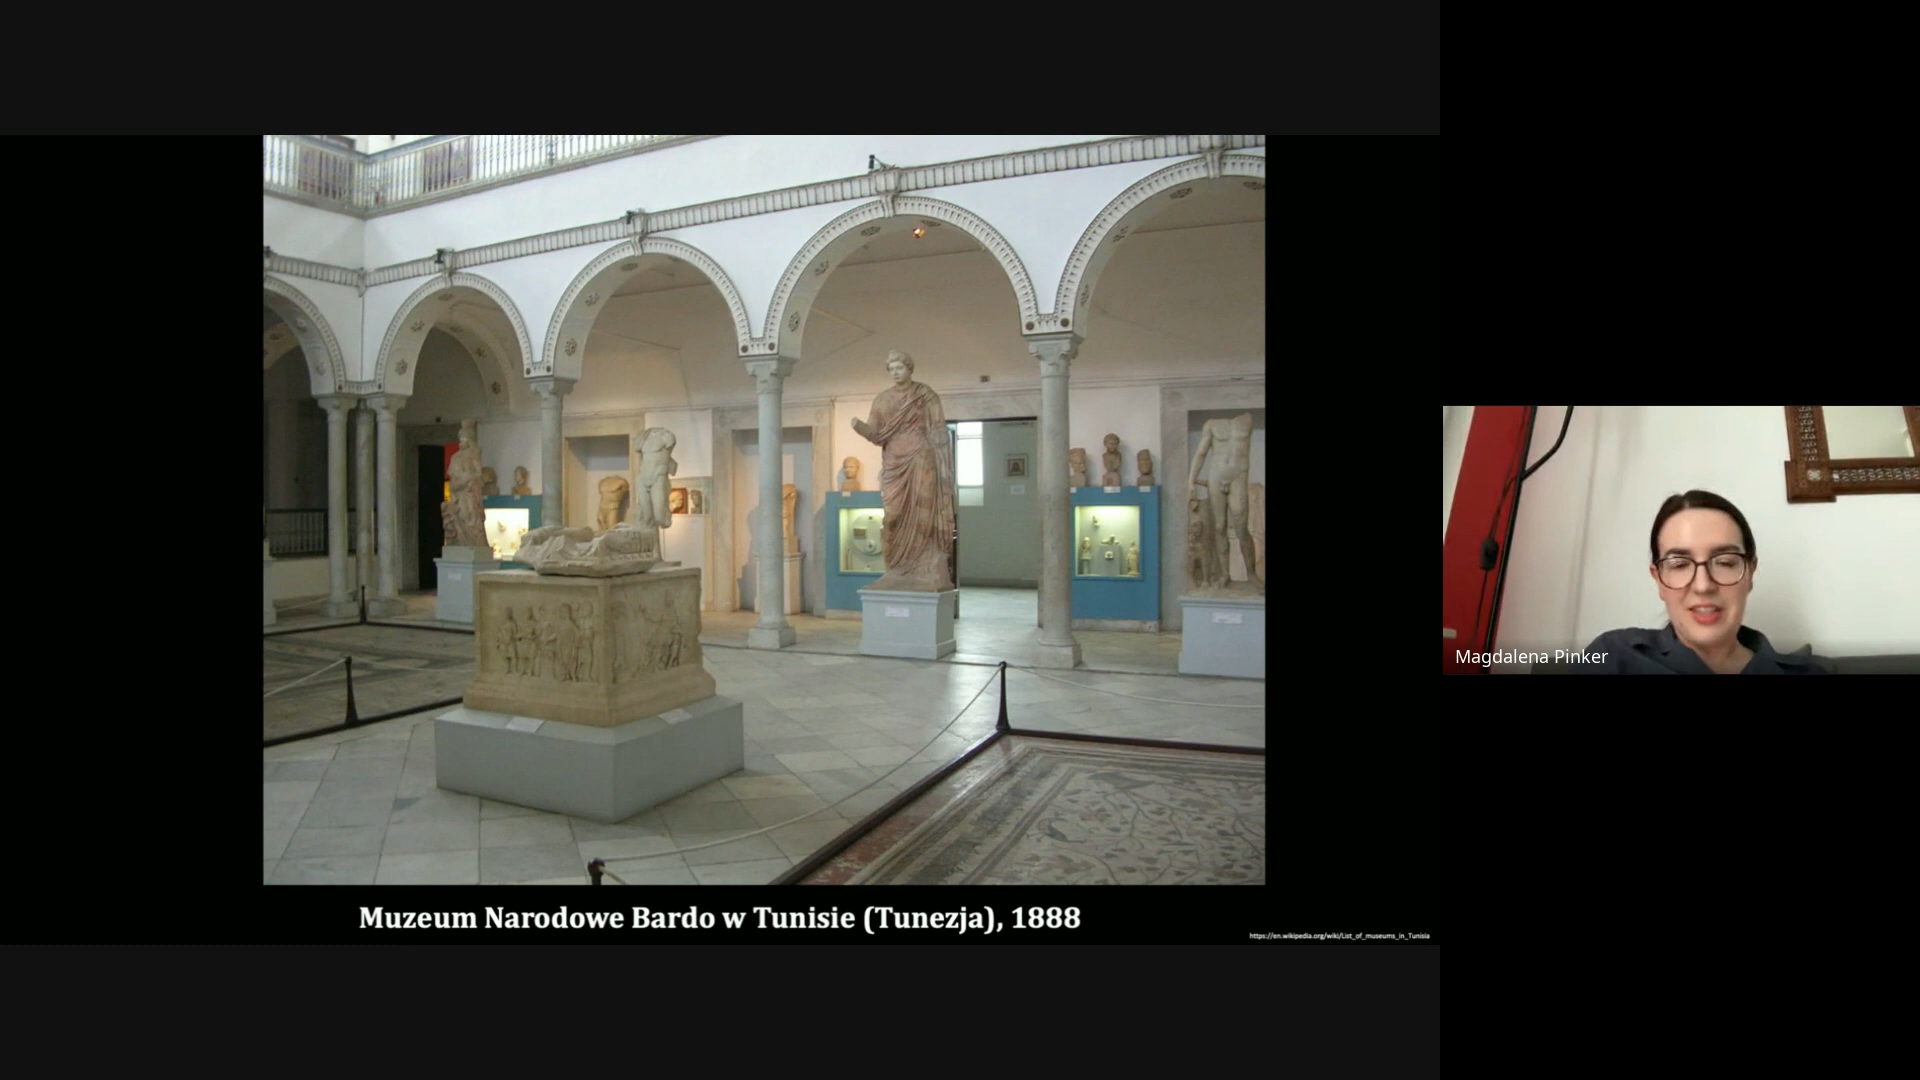 Muzeum Narodowe Bardo w Tunisie (Tunezja), 1888
https://en.wikipedia.org/wiki/List_of_museums_in_Tunisia
Magdalena Pinker